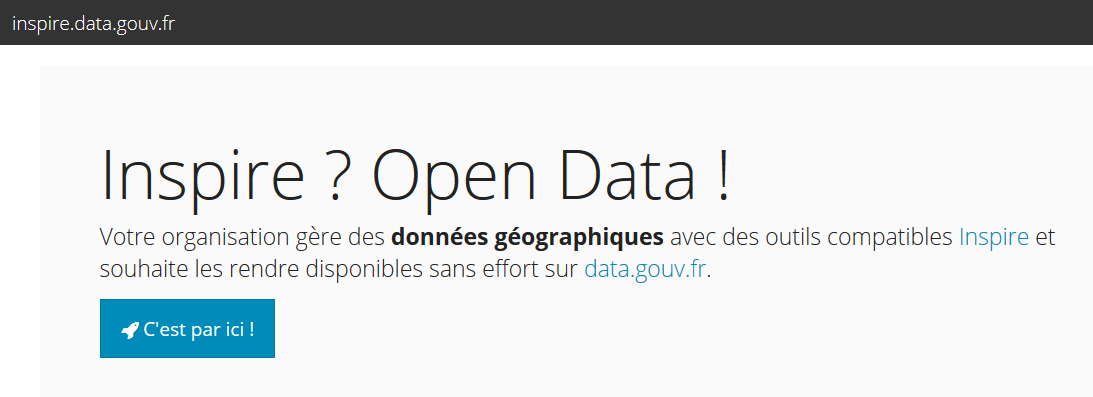 inspire.data.gouv.fr
Inspire ? Open Data !
Votre organisation gère des données géographiques avec des outils compatibles Inspire et
souhaite les rendre disponibles sans effort sur data.gouv.fr.
C'est par ici !